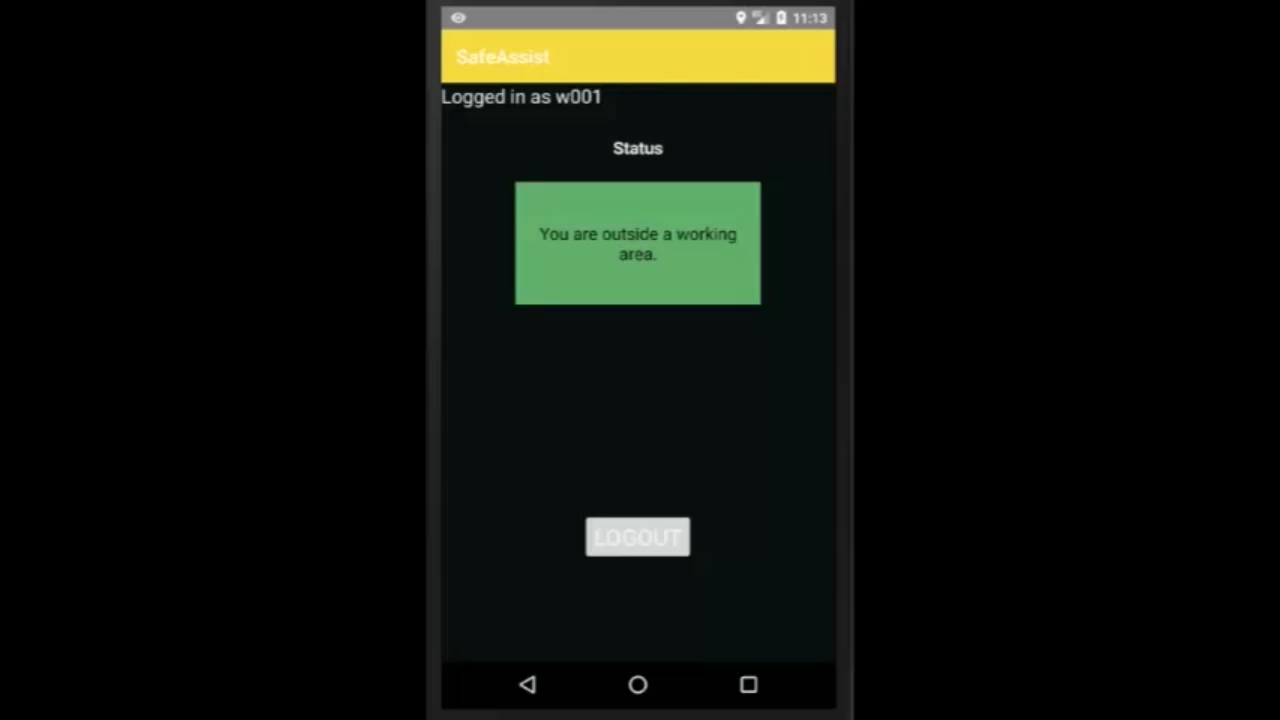 11:13
SafeAssist
Logged in as w001
Status
You are outside a working
area.
LOGOUT